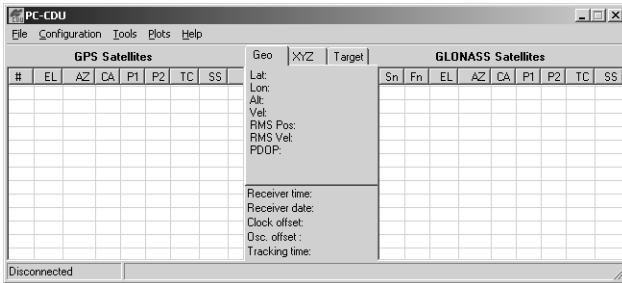 PC-CDU
File Configuration Tools Plots Help
GPS Satellites
# EL AZ CA P1 P2 TC SS
Geo XYZ Target
Lat:
Lon:
Alt:
Vel:
RMS Pos:
RMS Vel:
PDOP:
Receiver time:
Receiver date:
Clock offset:
Osc. offset :
Tracking time:
GLONASS Satellites
Sn Fn EL AZ CA P1 P2 TC SS
Disconnected